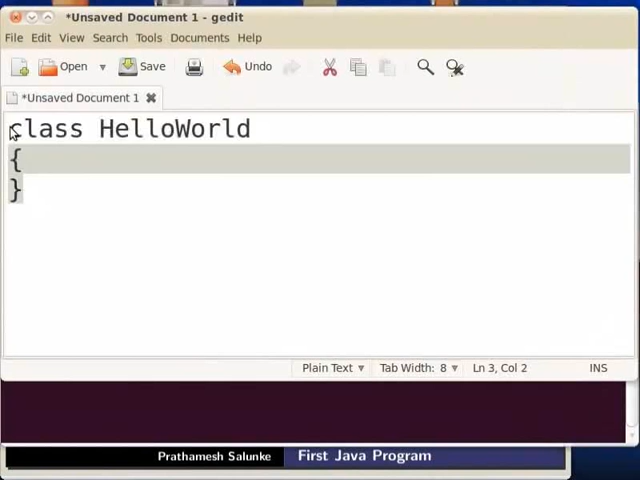 *Unsaved Document 1 - gedit
File Edit View Search Tools Documents Help
Open Save Undo
*Unsaved Document 1
class HelloWorld
{
}
Plain Text Tab Width: 8 Ln 3, Col 2 INS
Prathamesh Salunke First Java Program